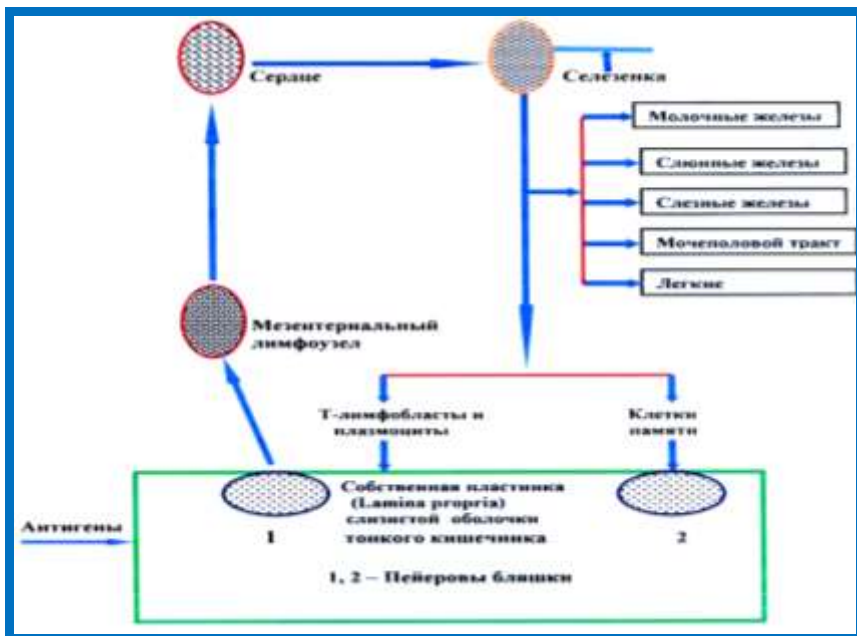 Сердце
Селезенка
Молочные железы
Слюнные железы
Слезные железы
Мочеполовой тракт
Легкие
Мезентериальный
лимфоузел
Т-лимфобласты и
плазмоциты
Клетки
памяти
Собственная пластинка
(Lamina propria)
слизистой оболочки
тонкого кишечника
Антигены
1
2
1, 2 – Пейеровы бляшки